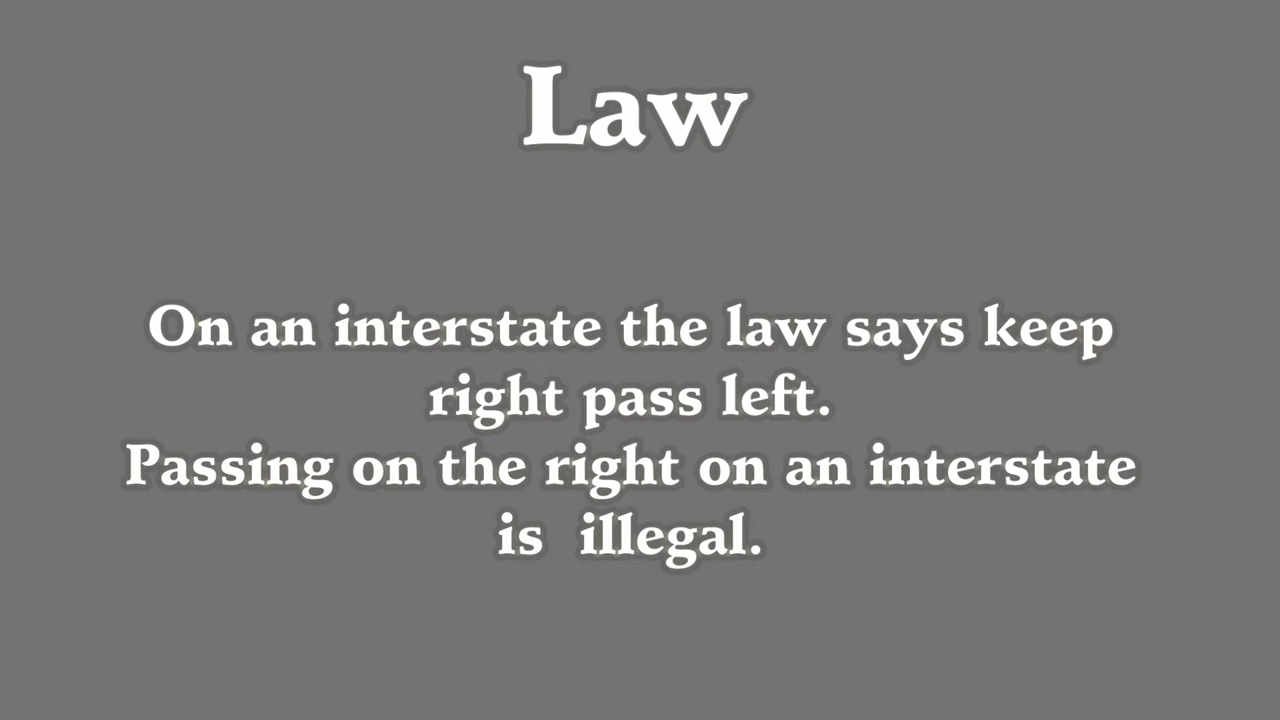 Law
On an interstate the law says keep
right pass left.
Passing on the right on an interstate
is  illegal.